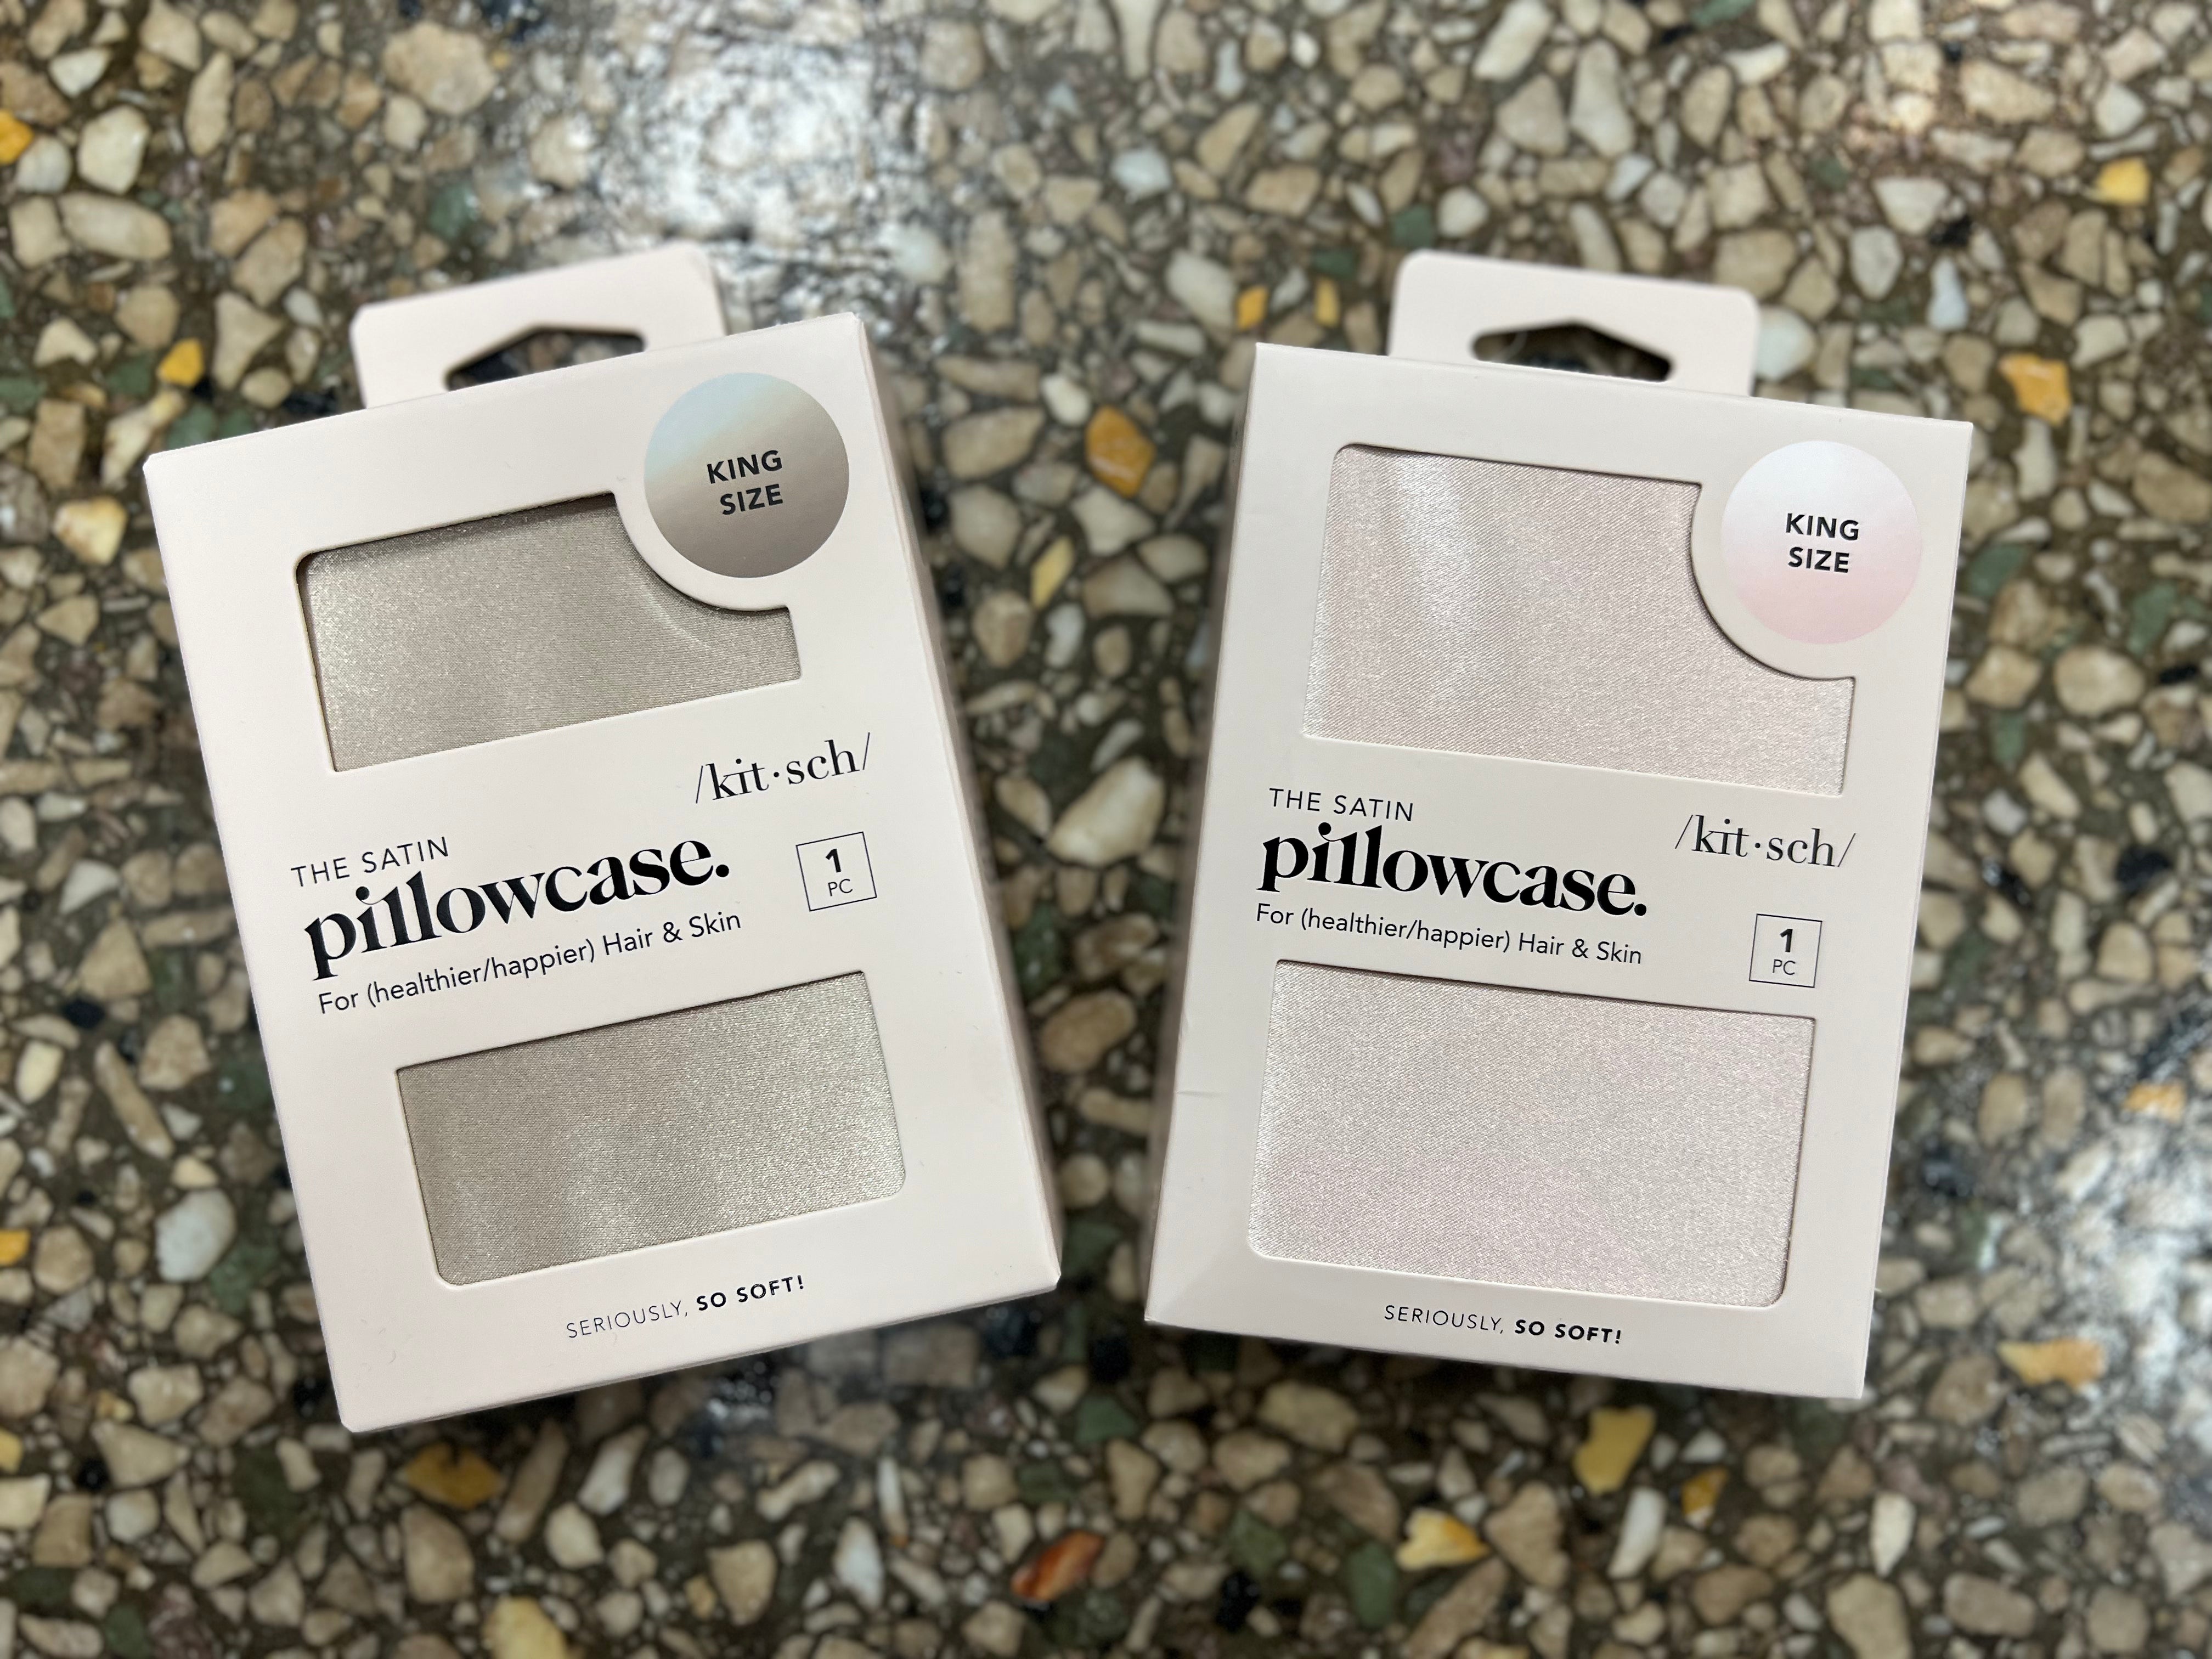 KING
SIZE
/kit·sch/
THE SATIN
pillowcase.
1
PC
For (healthier/happier) Hair & Skin
SERIOUSLY, SO SOFT!
KING
SIZE
THE SATIN
/kit·sch/
pillowcase.
For (healthier/happier) Hair & Skin
1
PC
SERIOUSLY, SO SOFT!